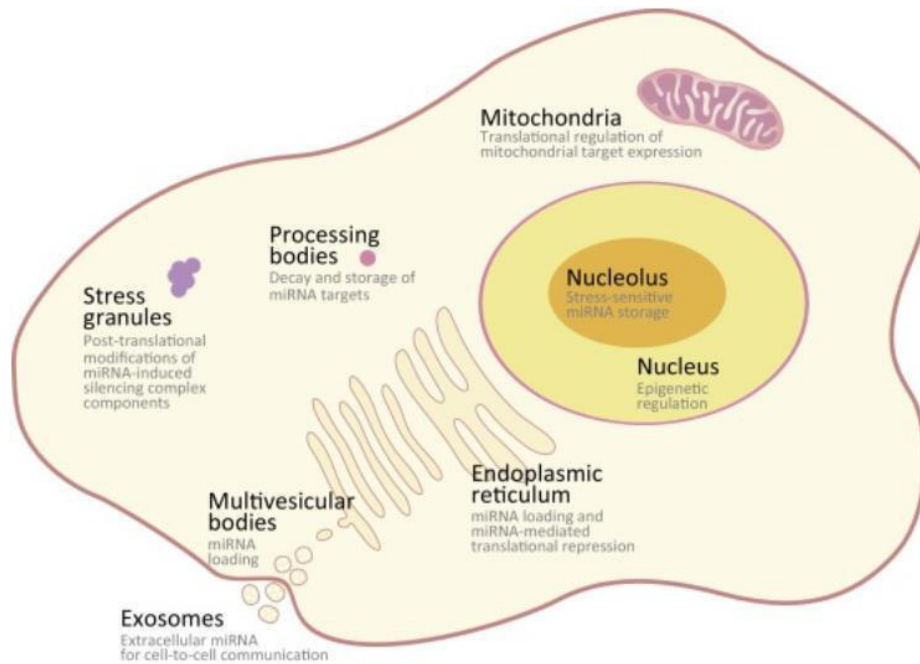 Mitochondria
Translational regulation of
mitochondrial target expression
Processing
bodies
Decay and storage of
miRNA targets
Nucleolus
Stress-sensitive
miRNA storage
Stress
granules
Post-translational
modifications of
miRNA-induced
silencing complex
components
Nucleus
Epigenetic
regulation
Endoplasmic
reticulum
miRNA loading and
miRNA-mediated
translational repression
Multivesicular
bodies
miRNA
loading
Exosomes
Extracellular miRNA
for cell-to-cell communication